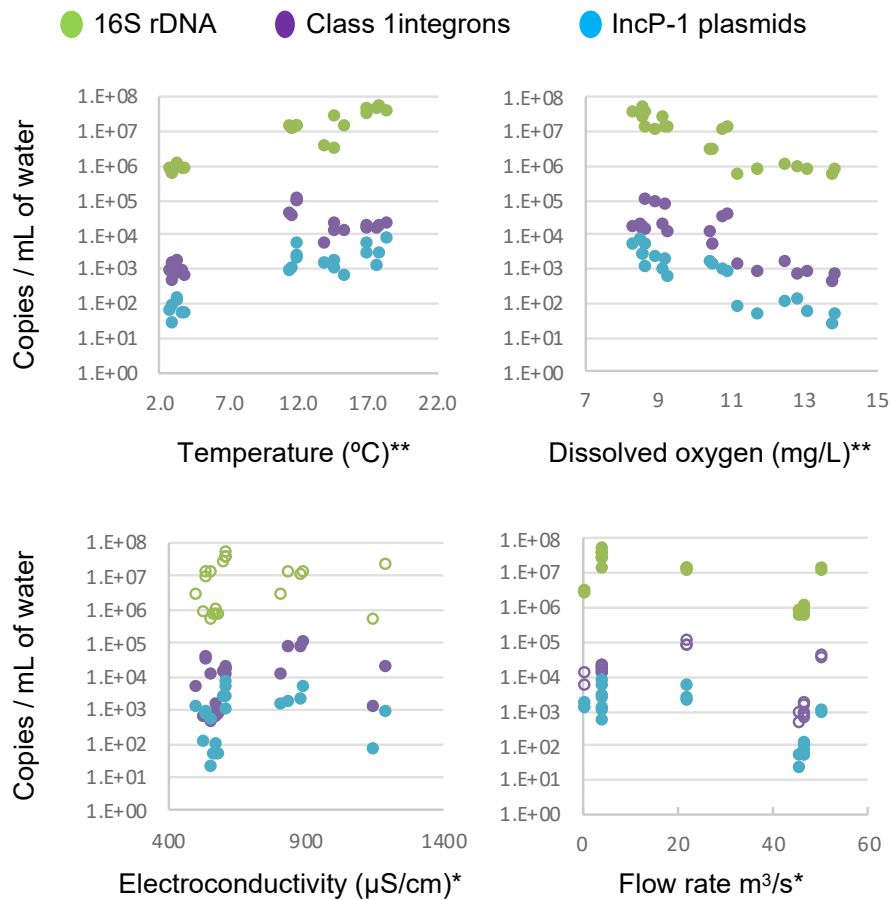 16S rDNA Class 1integrons IncP-1 plasmids
Copies / mL of water
1.E+08
1.E+07
1.E+06
1.E+05
1.E+04
1.E+03
1.E+02
1.E+01
1.E+00
2.0 7.0 12.0 17.0 22.0
Temperature (ºC)**
1.E+08
1.E+07
1.E+06
1.E+05
1.E+04
1.E+03
1.E+02
1.E+01
1.E+00
7 9 11 13 15
Dissolved oxygen (mg/L)**
Copies / mL of water
1.E+08
1.E+07
1.E+06
1.E+05
1.E+04
1.E+03
1.E+02
1.E+01
1.E+00
400 900 1400
Electroconductivity (µS/cm)*
1.E+08
1.E+07
1.E+06
1.E+05
1.E+04
1.E+03
1.E+02
1.E+01
1.E+00
0 20 40 60
Flow rate m³/s*